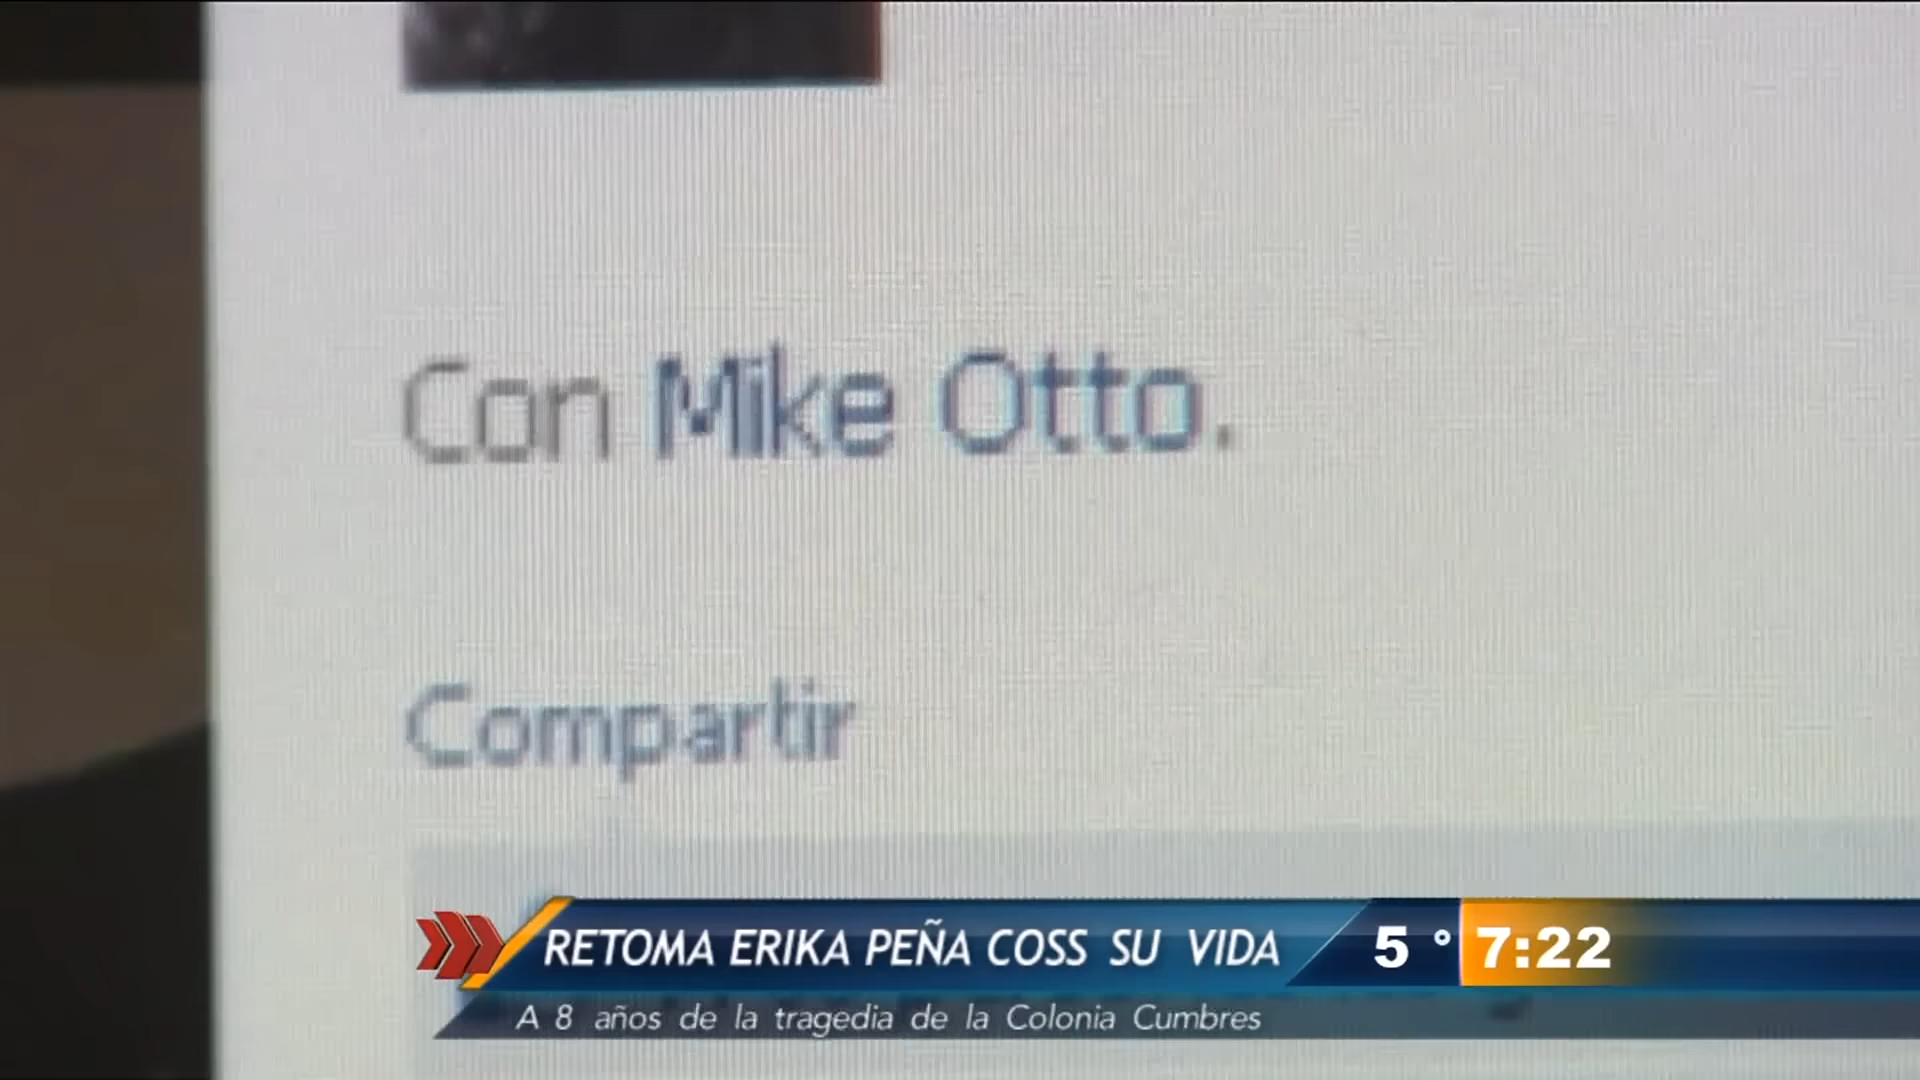 Con Mike Otto.
Compartir
RETOMA ERIKA PEÑA COSS SU VIDA
5 ° 7:22
A 8 años de la tragedia de la Colonia Cumbres